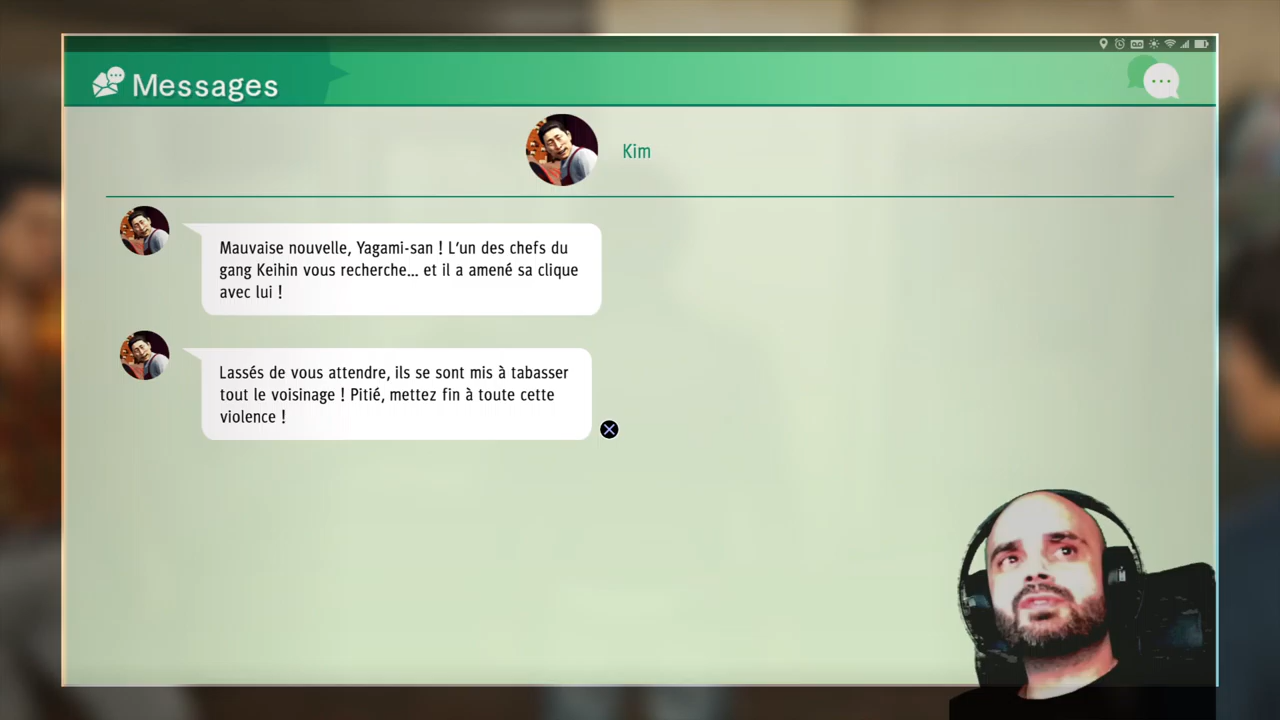 Messages
Kim
Mauvaise nouvelle, Yagami-san ! L'un des chefs du
gang Keihin vous recherche... et il a amené sa clique
avec lui !
Lassés de vous attendre, ils se sont mis à tabasser
tout le voisinage ! Pitié, mettez fin à toute cette
violence !